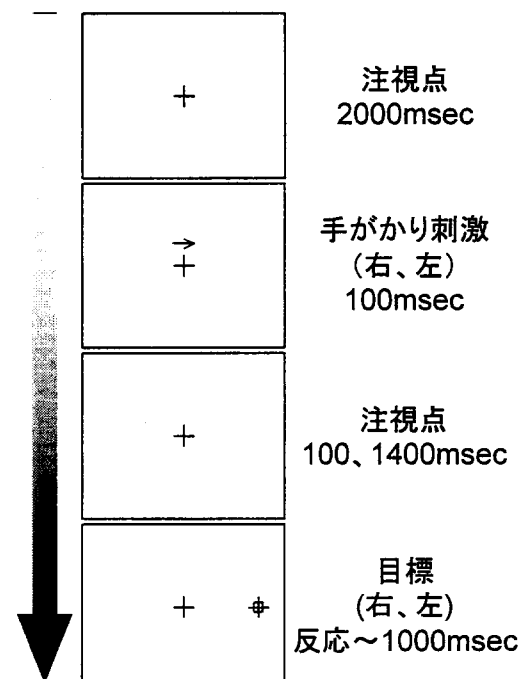 注視点
2000msec
手がかり刺激
(右、左)
100msec
注視点
100、1400msec
目標
(右、左)
反応～1000msec